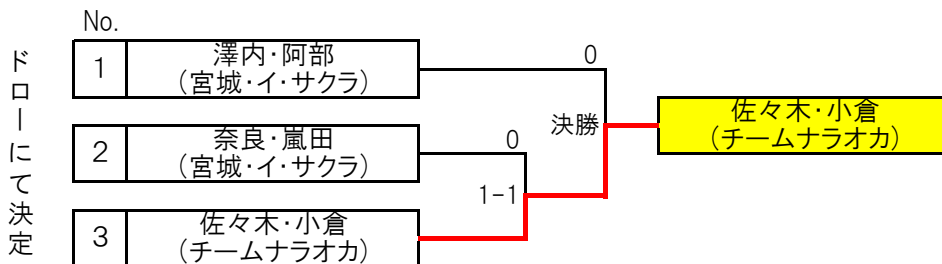 No.
ドローにて決定
1
澤内・阿部
(宮城・イ・サクラ)
0
2
奈良・嵐田
(宮城・イ・サクラ)
0
決勝
佐々木・小倉
(チームナラオカ)
1-1
3
佐々木・小倉
(チームナラオカ)